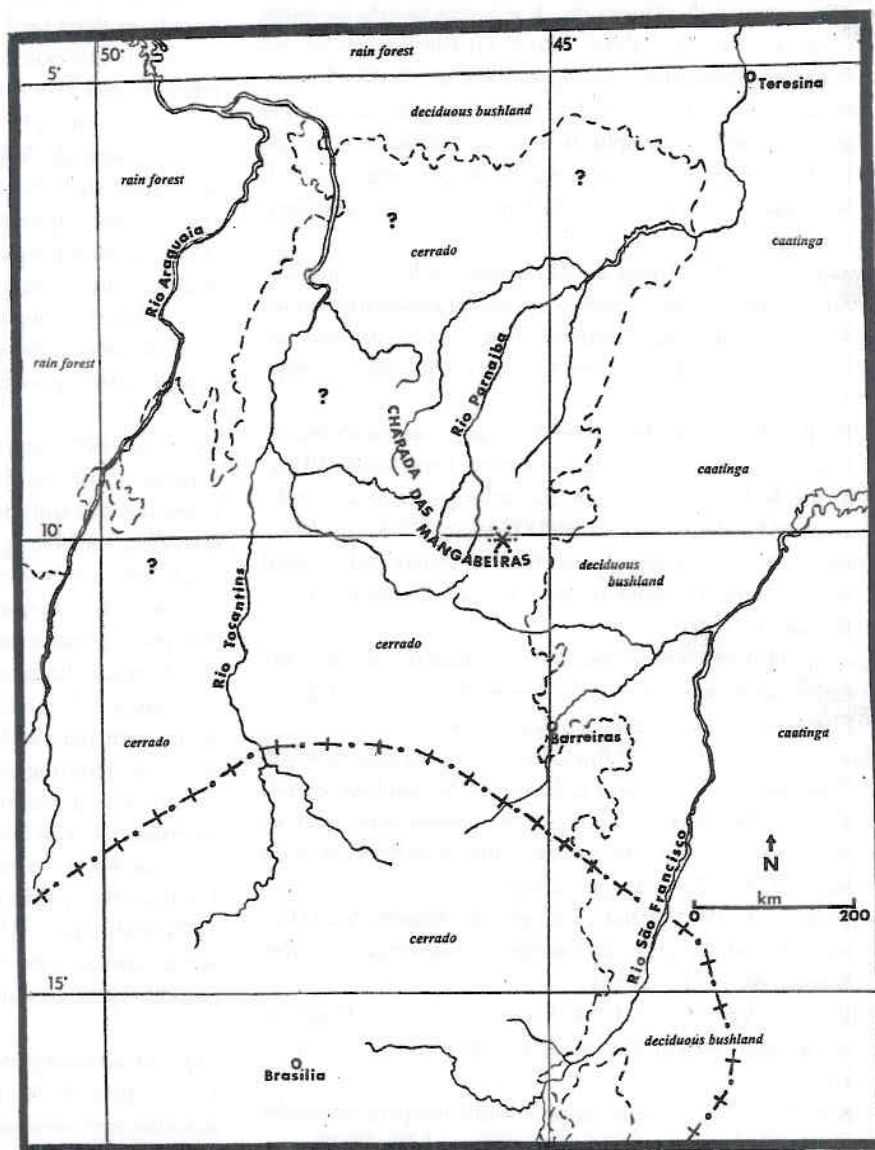 50°
45°
rain forest
5°
Teresina
deciduous bushland
rain forest
?
?
caatinga
cerrado
Rio Araguaia
Rio Parnaiba
rain forest
?
CHAPADA DAS MANGABEIRAS
caatinga
10°
?
deciduous
bushland
Rio Tocantins
cerrado
cerrado
Barreiras
caatinga
N
km
0 200
Rio São Francisco
cerrado
15°
deciduous bushland
Brasilia